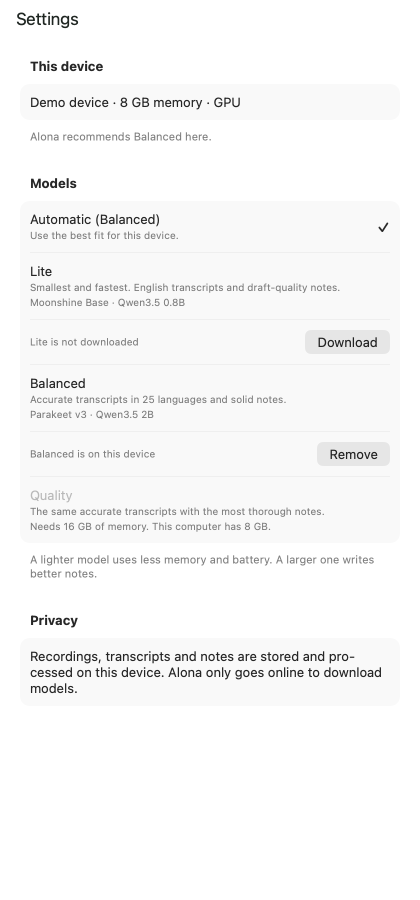 Settings
This device
Demo device · 8 GB memory · GPU
Alona recommends Balanced here.
Models
Automatic (Balanced)
Use the best fit for this device.
Lite
Smallest and fastest. English transcripts and draft-quality notes.
Moonshine Base · Qwen3.5 0.8B
Lite is not downloaded
Download
Balanced
Accurate transcripts in 25 languages and solid notes.
Parakeet v3 · Qwen3.5 2B
Balanced is on this device
Remove
Quality
The same accurate transcripts with the most thorough notes.
Needs 16 GB of memory. This computer has 8 GB.
A lighter model uses less memory and battery. A larger one writes
better notes.
Privacy
Recordings, transcripts and notes are stored and pro-
cessed on this device. Alona only goes online to download
models.